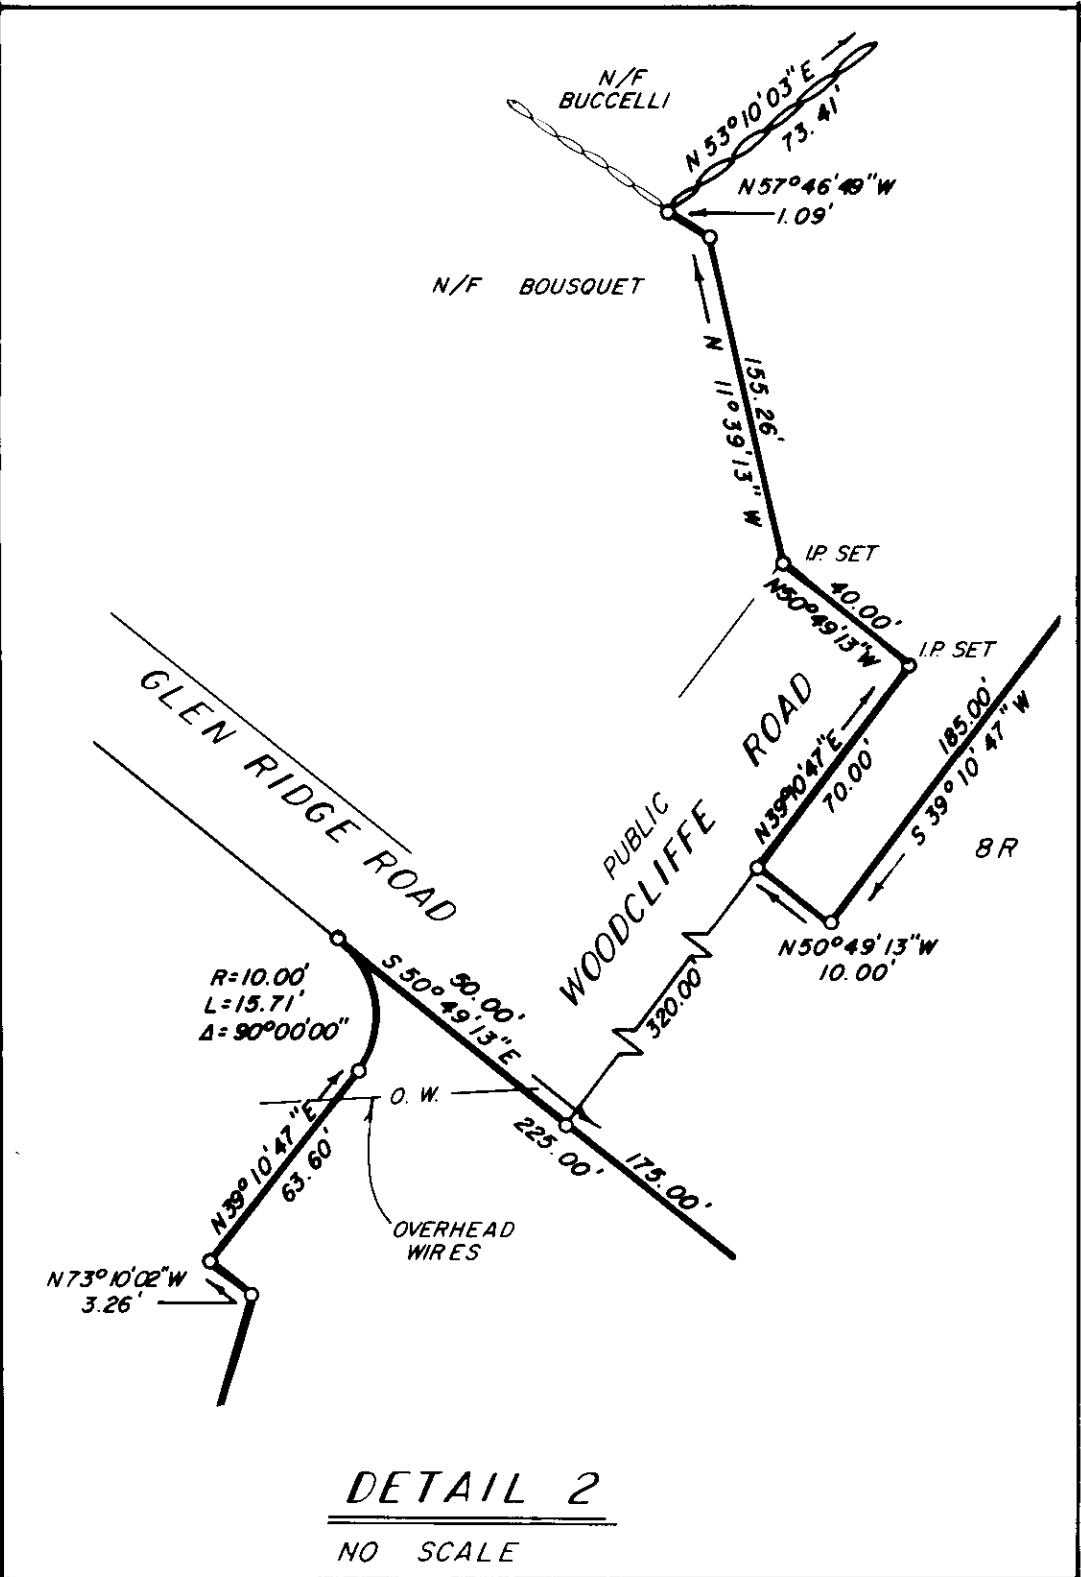 N/F
BUCCELLI
N 53°10'03" E
73.41'
N57°46'49"W
1.09'
N/F BOUSQUET
155.26'
N 11°39'13" W
I.P. SET
40.00'
N50°49'13"W
I.P. SET
GLEN RIDGE ROAD
PUBLIC
WOODCLIFFE ROAD
N39°10'47"E
70.00'
185.00'
S 39°10'47" W
8R
N50°49'13"W
10.00'
320.00'
R=10.00'
L=15.71'
Δ=90°00'00"
50.00'
S 50°49'13" E
O. W.
225.00'
175.00'
N39°10'47"E
63.60'
OVERHEAD
WIRES
N73°10'02"W
3.26'
DETAIL 2
NO SCALE